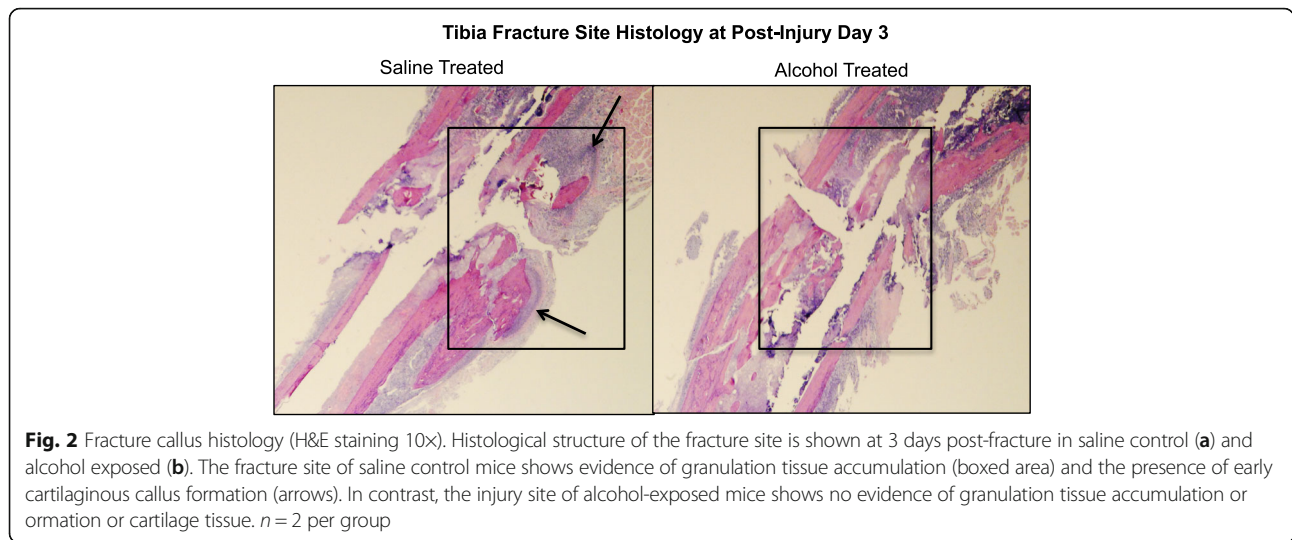 Tibia Fracture Site Histology at Post-Injury Day 3
Saline Treated
Alcohol Treated
Fig. 2 Fracture callus histology (H&E staining 10×). Histological structure of the fracture site is shown at 3 days post-fracture in saline control (a) and
alcohol exposed (b). The fracture site of saline control mice shows evidence of granulation tissue accumulation (boxed area) and the presence of early
cartilaginous callus formation (arrows). In contrast, the injury site of alcohol-exposed mice shows no evidence of granulation tissue accumulation or
ormation or cartilage tissue. n = 2 per group